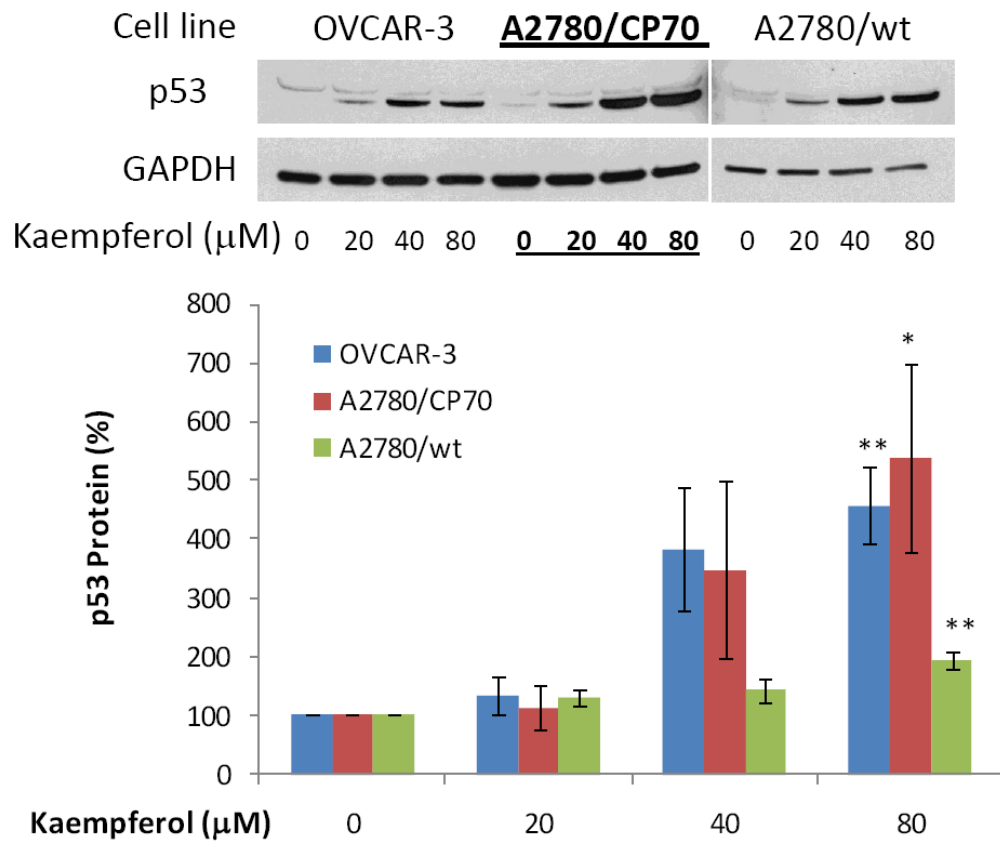 Cell line OVCAR-3 A2780/CP70 A2780/wt
p53
GAPDH
Kaempferol (μM) 0 20 40 80 0 20 40 80 0 20 40 80
800
700
600
500
400
300
200
100
0
p53 Protein (%)
OVCAR-3
A2780/CP70
A2780/wt
*
**
**
Kaempferol (μM) 0 20 40 80